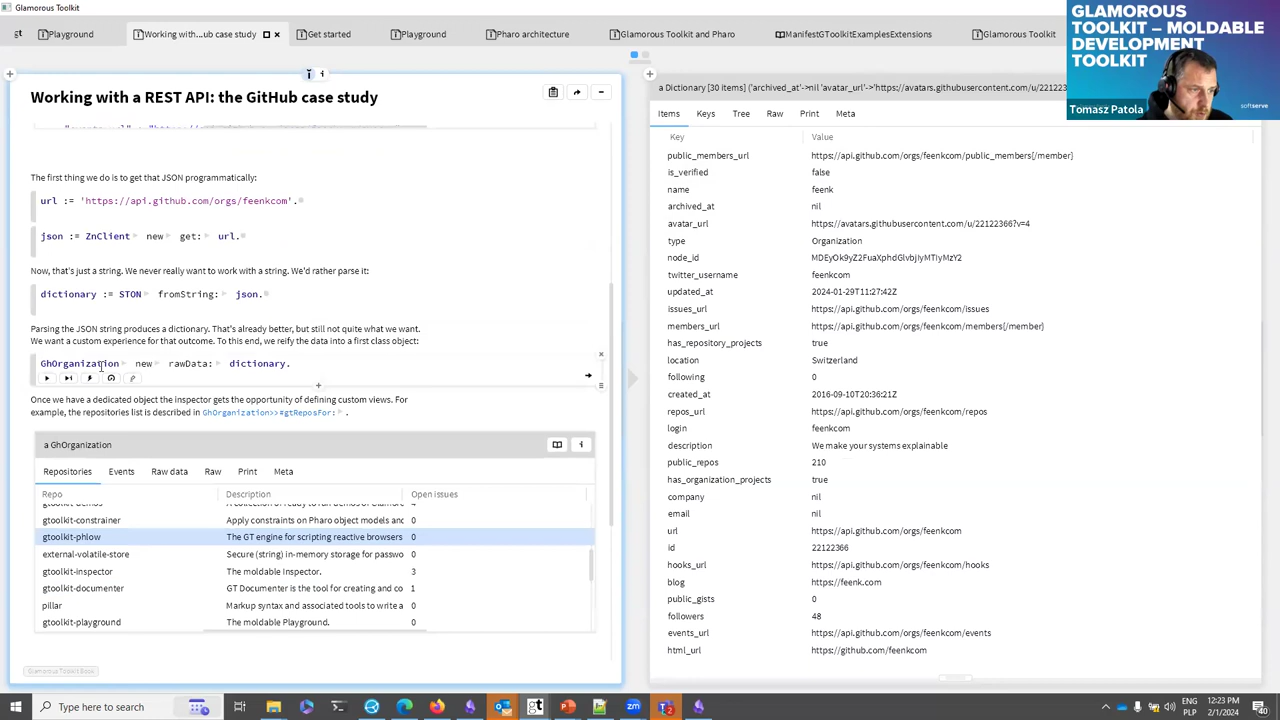 Glamorous Toolkit
gt
Playground
Working with...ub case study
Get started
Playground
Pharo architecture
Glamorous Toolkit and Pharo
ManifestGToolkitExamplesExtensions
Glamorous Toolkit
GLAMOROUS
TOOLKIT – MOLDABLE
DEVELOPMENT
TOOLKIT
Tomasz Patola
softserve
Working with a REST API: the GitHub case study
The first thing we do is to get that JSON programmatically:
url := 'https://api.github.com/orgs/feenkcom'.
json := ZnClient new get: url.
Now, that's just a string. We never really want to work with a string. We'd rather parse it:
dictionary := STON fromString: json.
Parsing the JSON string produces a dictionary. That's already better, but still not quite what we want.
We want a custom experience for that outcome. To this end, we reify the data into a first class object:
GhOrganization new rawData: dictionary.
Once we have a dedicated object the inspector gets the opportunity of defining custom views. For
example, the repositories list is described in GhOrganization>>#gtReposFor: .
a GhOrganization
Repositories Events Raw data Raw Print Meta
Repo Description Open issues
gtoolkit-constrainer Apply constraints on Pharo object models and 0
gtoolkit-phlow The GT engine for scripting reactive browsers 0
external-volatile-store Secure (string) in-memory storage for passwo 0
gtoolkit-inspector The moldable Inspector. 3
gtoolkit-documenter GT Documenter is the tool for creating and co 1
pillar Markup syntax and associated tools to write a 0
gtoolkit-playground The moldable Playground. 0
Glamorous Toolkit Book
a Dictionary [30 items] ('archived_at'->nil 'avatar_url'->'https://avatars.githubusercontent.com/u/22122366
Items Keys Tree Raw Print Meta
Key Value
public_members_url https://api.github.com/orgs/feenkcom/public_members{/member}
is_verified false
name feenk
archived_at nil
avatar_url https://avatars.githubusercontent.com/u/22122366?v=4
type Organization
node_id MDEyOk9yZ2FuaXphdGlvbjIyMTIyMzY2
twitter_username feenkcom
updated_at 2024-01-29T11:27:42Z
issues_url https://api.github.com/orgs/feenkcom/issues
members_url https://api.github.com/orgs/feenkcom/members{/member}
has_repository_projects true
location Switzerland
following 0
created_at 2016-09-10T20:36:21Z
repos_url https://api.github.com/orgs/feenkcom/repos
login feenkcom
description We make your systems explainable
public_repos 210
has_organization_projects true
company nil
email nil
url https://api.github.com/orgs/feenkcom
id 22122366
hooks_url https://api.github.com/orgs/feenkcom/hooks
blog https://feenk.com
public_gists 0
followers 48
events_url https://api.github.com/orgs/feenkcom/events
html_url https://github.com/feenkcom
Type here to search
ENG
PLP
12:23 PM
2/1/2024
40